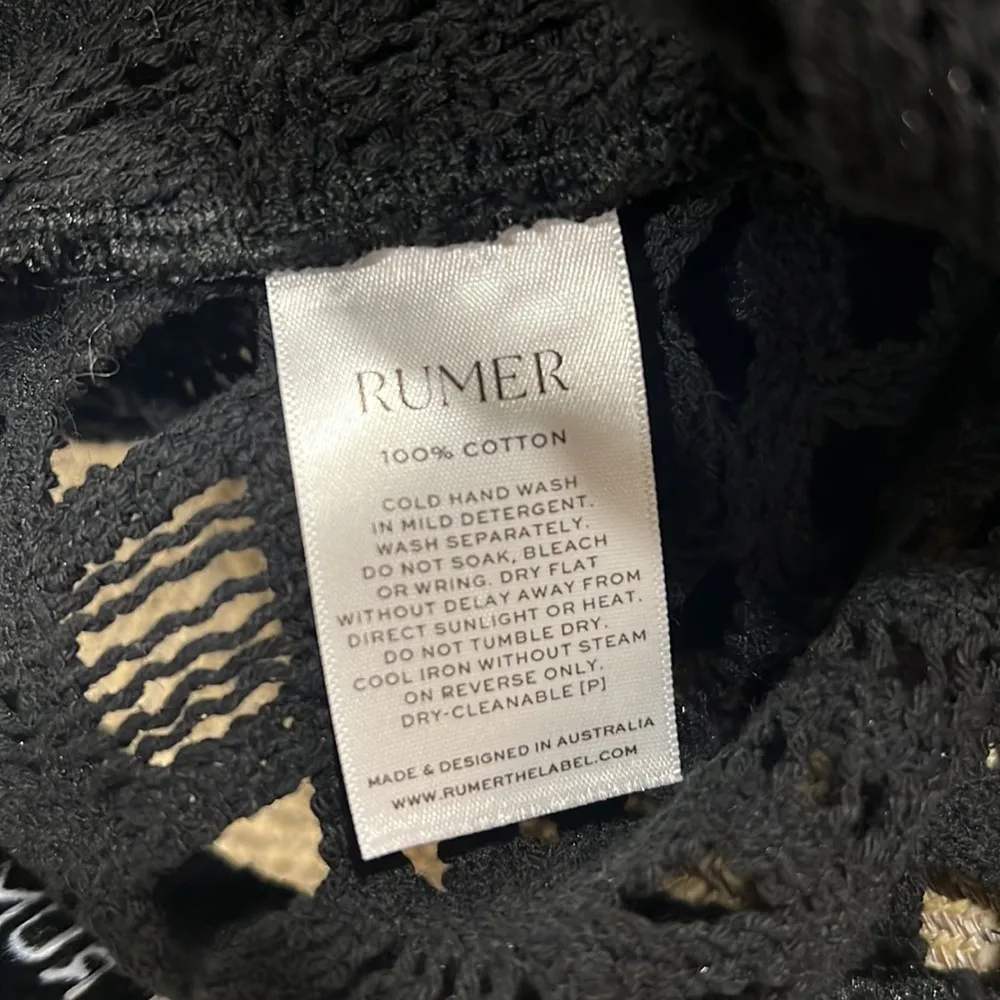 RUMER
100% COTTON
COLD HAND WASH
IN MILD DETERGENT.
WASH SEPARATELY.
DO NOT SOAK, BLEACH
OR WRING. DRY FLAT
WITHOUT DELAY AWAY FROM
DIRECT SUNLIGHT OR HEAT.
DO NOT TUMBLE DRY.
COOL IRON WITHOUT STEAM
ON REVERSE ONLY.
DRY-CLEANABLE [P]
MADE & DESIGNED IN AUSTRALIA
WWW.RUMERTHELABEL.COM